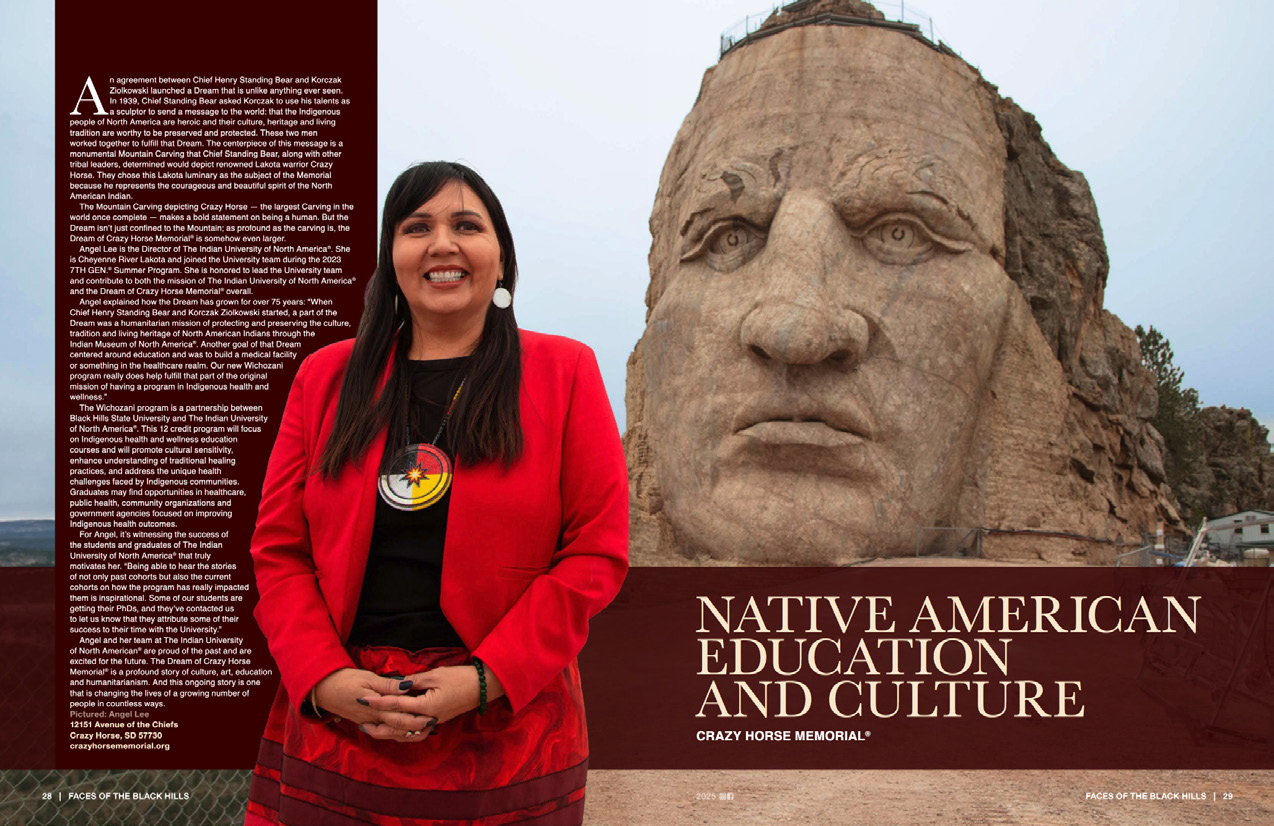 An agreement between Chief Henry Standing Bear and Korczak
Ziolkowski launched a Dream that is unlike anything ever seen.
In 1939, Chief Standing Bear asked Korczak to use his talents as
a sculptor to send a message to the world: that the Indigenous
people of North America are heroic and their culture, heritage and living
tradition are worthy to be preserved and protected. These two men
worked together to fulfill that Dream. The centerpiece of this message is a
monumental Mountain Carving that Chief Standing Bear, along with other
tribal leaders, determined would depict renowned Lakota warrior Crazy
Horse. They chose this Lakota luminary as the subject of the Memorial
because he represents the courageous and beautiful spirit of the North
American Indian.
The Mountain Carving depicting Crazy Horse — the largest Carving in the
world once complete — makes a bold statement on being a human. But the
Dream isn't just confined to the Mountain; as profound as the carving is, the
Dream of Crazy Horse Memorial® is somehow even larger.
Angel Lee is the Director of The Indian University of North America®. She
is Cheyenne River Lakota and joined the University team during the 2023
7TH GEN.® Summer Program. She is honored to lead the University team
and contribute to both the mission of The Indian University of North America®
and the Dream of Crazy Horse Memorial® overall.
Angel explained how the Dream has grown for over 75 years: "When
Chief Henry Standing Bear and Korczak Ziolkowski started, a part of the
Dream was a humanitarian mission of protecting and preserving the culture,
tradition and living heritage of North American Indians through the
Indian Museum of North America®. Another goal of that Dream
centered around education and was to build a medical facility
or something in the healthcare realm. Our new Wichozani
program really does help fulfill that part of the original
mission of having a program in Indigenous health and
wellness."
The Wichozani program is a partnership between
Black Hills State University and The Indian University
of North America®. This 12 credit program will focus
on Indigenous health and wellness education
courses and will promote cultural sensitivity,
enhance understanding of traditional healing
practices, and address the unique health
challenges faced by Indigenous communities.
Graduates may find opportunities in healthcare,
public health, community organizations and
government agencies focused on improving
Indigenous health outcomes.
For Angel, it's witnessing the success of
the students and graduates of The Indian
University of North America® that truly
motivates her. "Being able to hear the stories
of not only past cohorts but also the current
cohorts on how the program has really impacted
them is inspirational. Some of our students are
getting their PhDs, and they've contacted us
to let us know that they attribute some of their
success to their time with the University."
Angel and her team at The Indian University
of North American® are proud of the past and are
excited for the future. The Dream of Crazy Horse
Memorial® is a profound story of culture, art, education
and humanitarianism. And this ongoing story is one
that is changing the lives of a growing number of
people in countless ways.
Pictured: Angel Lee
12151 Avenue of the Chiefs
Crazy Horse, SD 57730
crazyhorsememorial.org
NATIVE AMERICAN
EDUCATION
AND CULTURE
CRAZY HORSE MEMORIAL®
28 | FACES OF THE BLACK HILLS
2025
FACES OF THE BLACK HILLS | 29